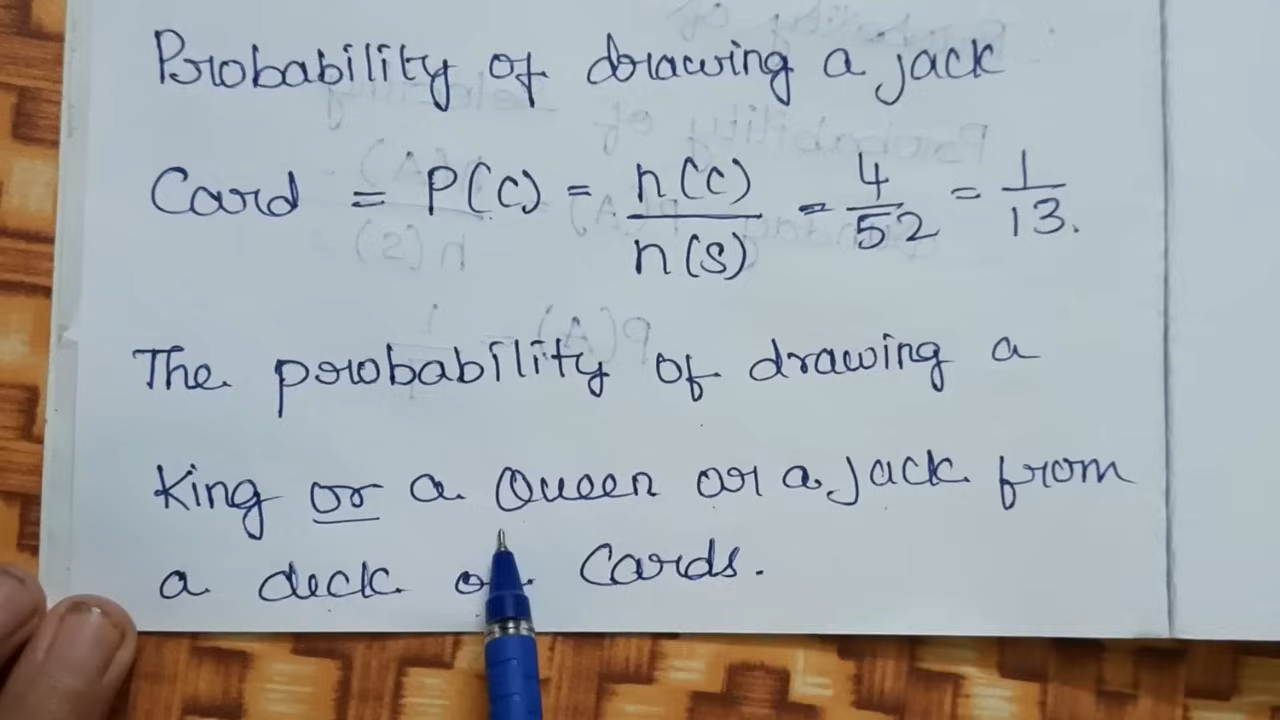 Probability of drawing a jack
Card = P(C) = n(C)/n(S) = 4/52 = 1/13.
The probability of drawing a
King or a Queen or a jack from
a deck of Cards.